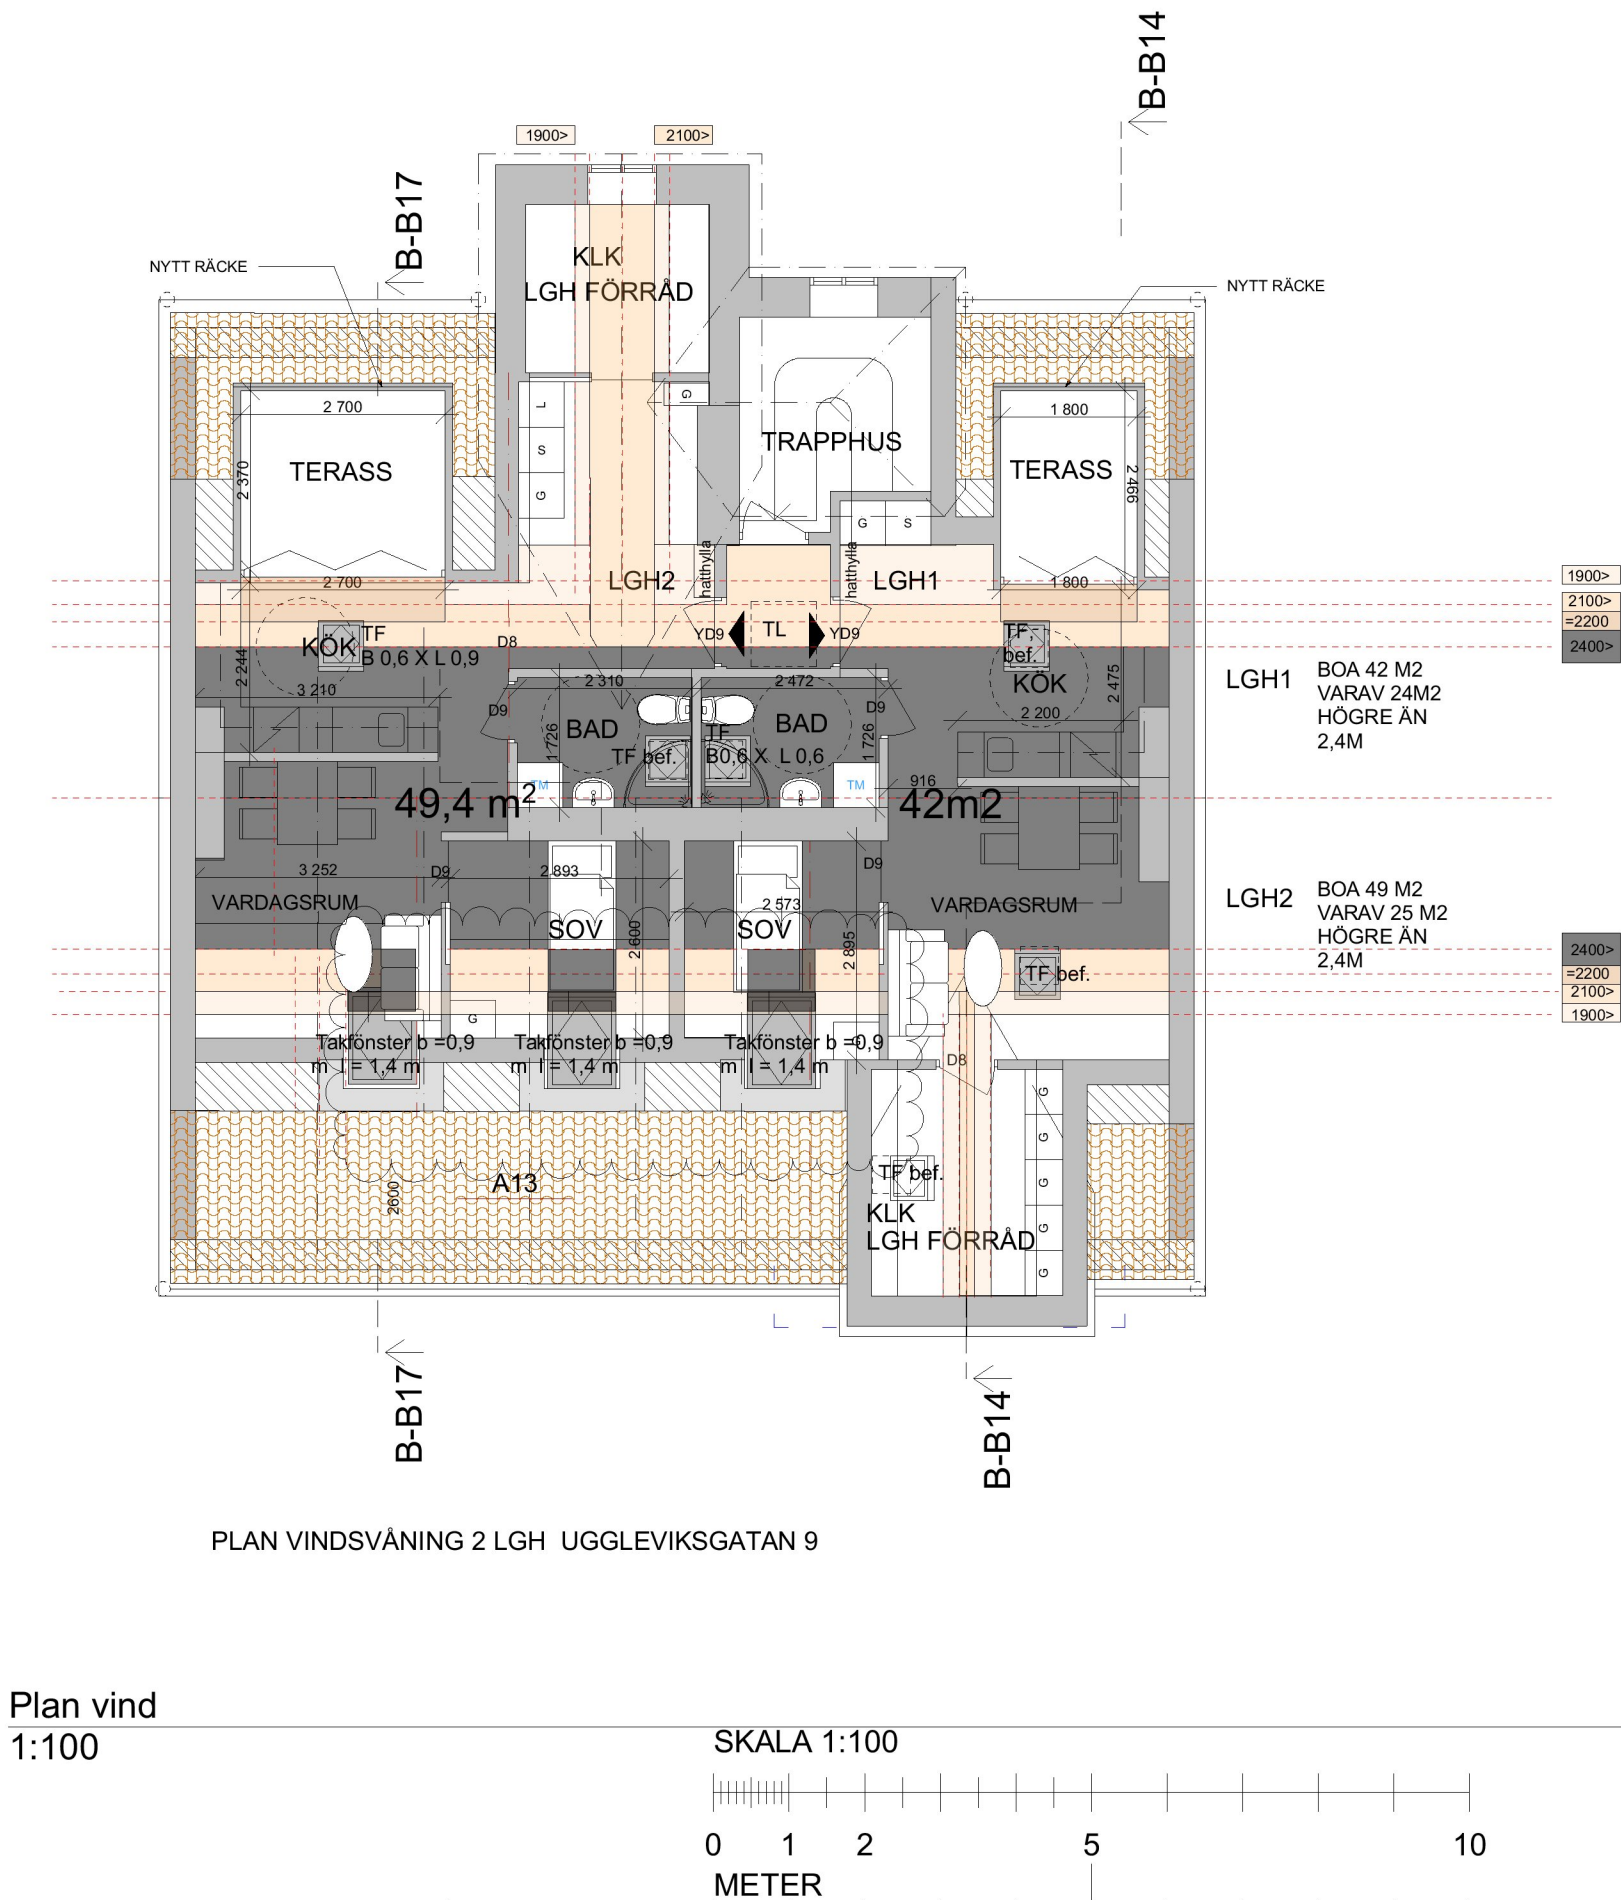 B-B14
1900>
2100>
B-B17
NYTT RÄCKE
NYTT RÄCKE
KLK
LGH FÖRRÅD
L
S
G
G
2 700
2 370
TERASS
TRAPPHUS
1 800
TERASS
2 466
G
S
hatthylla
hatthylla
2 700
LGH2
LGH1
1 800
1900>
2100>
=2200
2400>
KÖK
TF
B 0,6 X L 0,9
D8
YD9
TL
YD9
TF,
bef.
KÖK
2 244
2 475
3 210
2 310
2 472
2 200
D9
D9
BAD
BAD
1 726
1 726
TF bef.
TF
B0,6 X L 0,6
TM
TM
916
49,4 m2
42m2
LGH1
BOA 42 M2
VARAV 24M2
HÖGRE ÄN
2,4M
3 252
D9
2 893
D9
VARDAGSRUM
2 573
VARDAGSRUM
SOV
SOV
2 600
2 895
LGH2
BOA 49 M2
VARAV 25 M2
HÖGRE ÄN
2,4M
2400>
=2200
2100>
1900>
TF bef.
G
G
Takfönster b =0,9
m l = 1,4 m
Takfönster b =0,9
m l = 1,4 m
Takfönster b =0,9
m l = 1,4 m
D8
G
G
G
G
G
TF bef.
A13
2600
KLK
LGH FÖRRÅD
B-B17
B-B14
PLAN VINDSVÅNING 2 LGH UGGLEVIKSGATAN 9
Plan vind
1:100
SKALA 1:100
0 1 2 5 10
METER